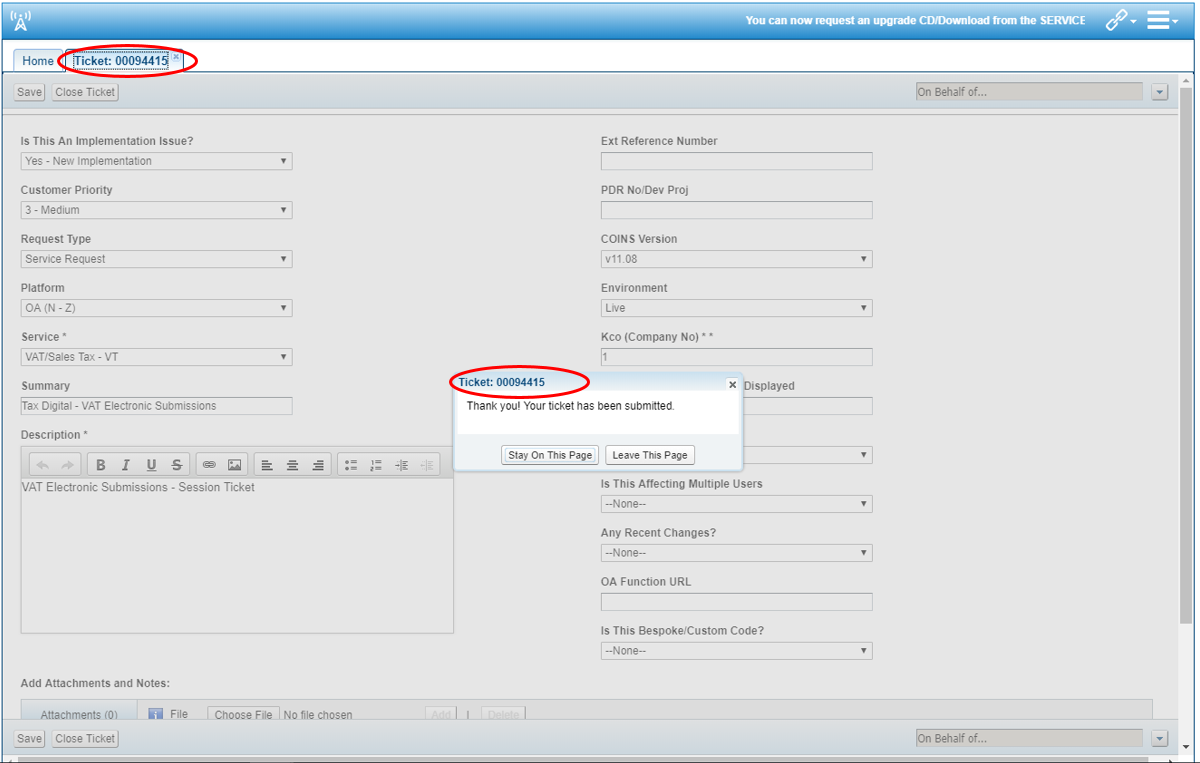 You can now request an upgrade CD/Download from the SERVICE
Home
Ticket: 00094415
Save
Close Ticket
On Behalf of...
Is This An Implementation Issue?
Yes - New Implementation
Customer Priority
3 - Medium
Request Type
Service Request
Platform
OA (N - Z)
Service *
VAT/Sales Tax - VT
Summary
Tax Digital - VAT Electronic Submissions
Description *
B I U S
VAT Electronic Submissions - Session Ticket
Ext Reference Number
PDR No/Dev Proj
COINS Version
v11.08
Environment
Live
Kco (Company No) * *
1
Displayed
Ticket: 00094415
Thank you! Your ticket has been submitted.
Stay On This Page
Leave This Page
Is This Affecting Multiple Users
--None--
Any Recent Changes?
--None--
OA Function URL
Is This Bespoke/Custom Code?
--None--
Add Attachments and Notes:
Attachments (0)
File
Choose File No file chosen
Add | Delete
Save
Close Ticket
On Behalf of...